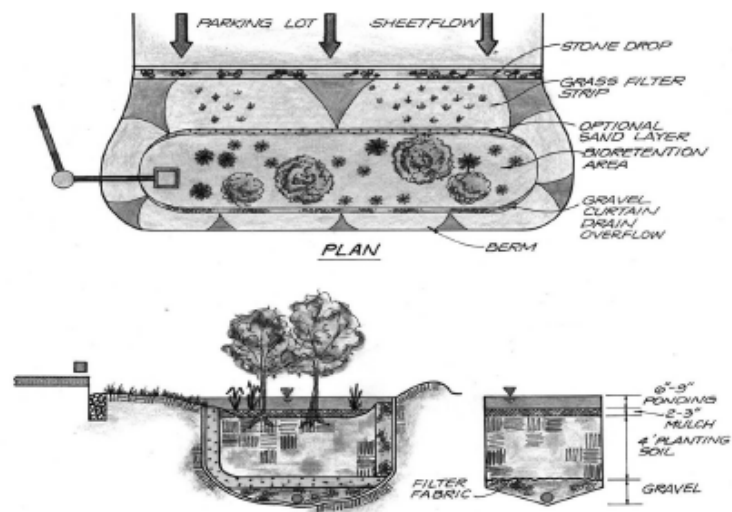 PARKING LOT SHEETFLOW
STONE DROP
GRASS FILTER
STRIP
OPTIONAL
SAND LAYER
BIORETENTION
AREA
GRAVEL
CURTAIN
DRAIN
OVERFLOW
BERM
PLAN
6"-9"
PONDING
2-3"
MULCH
4' PLANTING
SOIL
FILTER
FABRIC
GRAVEL